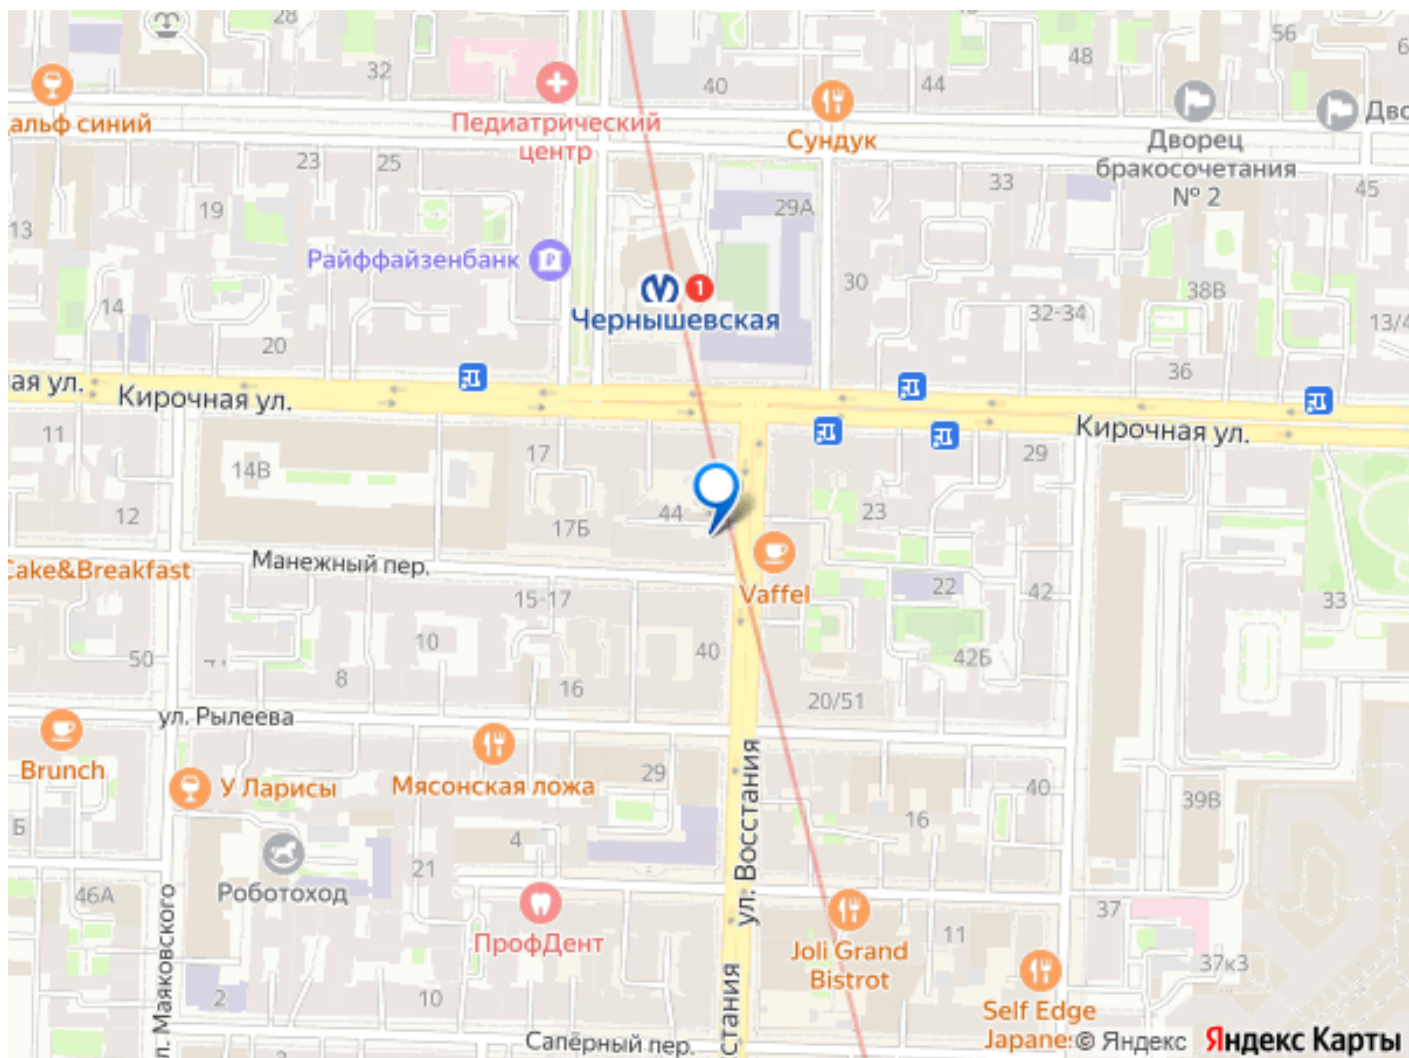 28
32
40
44
48
56
альф синий
Педиатрический
центр
Сундук
Дворец
бракосочетания
№ 2
Дво
23
25
33
45
19
29А
13
Райффайзенбанк
₽
1
Чернышевская
30
38В
14
32-34
13/4
20
36
ая ул.
Кирочная ул.
Кирочная ул.
11
17
29
14В
12
44
23
17Б
Манежный пер.
Cake&Breakfast
Vaffel
22
42
33
15-17
10
40
50
42Б
8
16
20/51
ул. Рылеева
Brunch
У Ларисы
Мясонская ложа
29
ул. Восстания
40
39В
Б
16
4
21
Роботоход
46А
ул. Маяковского
ПрофДент
37
Joli Grand
Bistrot
11
37к3
2
10
Self Edge
Japane
Сапёрный пер.
стания
© Яндекс
Яндекс Карты